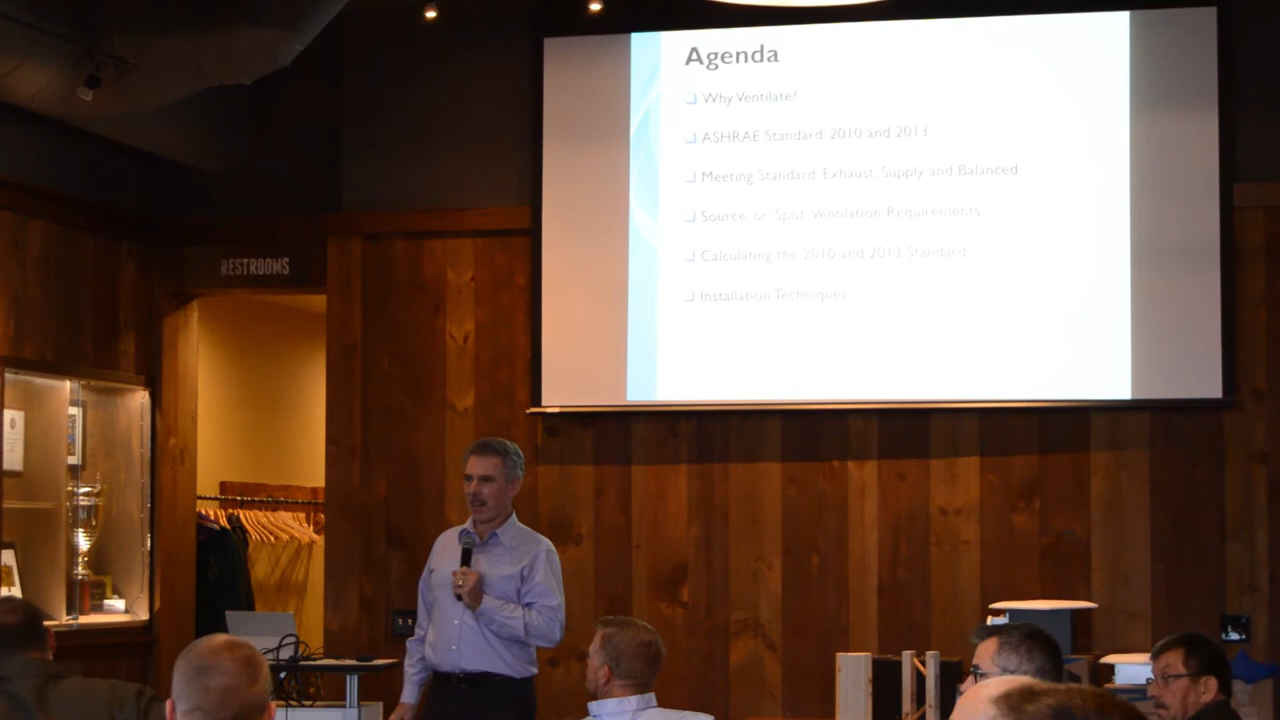 Agenda
Why Ventilate?
ASHRAE Standard 2010 and 2013
Meeting Standard Exhaust, Supply and Balanced
Source, or 'Spot' Ventilation Requirements
Calculating the 2010 and 2013 Standard
Installation Techniques
RESTROOMS